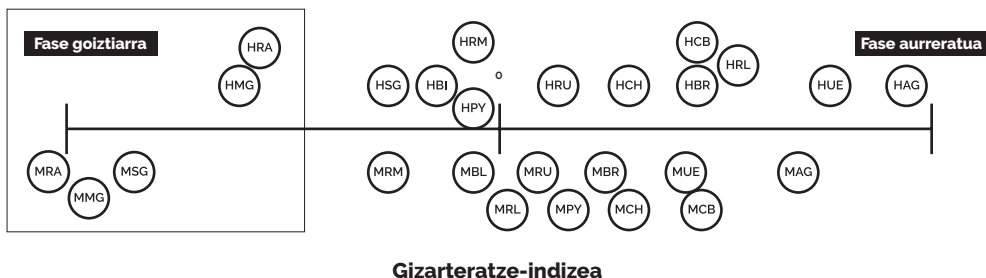 Fase goiztiarra
Fase aurreratua
HRA
HRM
HCB
HRL
HMG
HSG
HBI
o
HPY
HRU
HCH
HBR
HUE
HAG
MRA
MMG
MSG
MRM
MBL
MRL
MRU
MPY
MBR
MCH
MUE
MCB
MAG
Gizarteratze-indizea